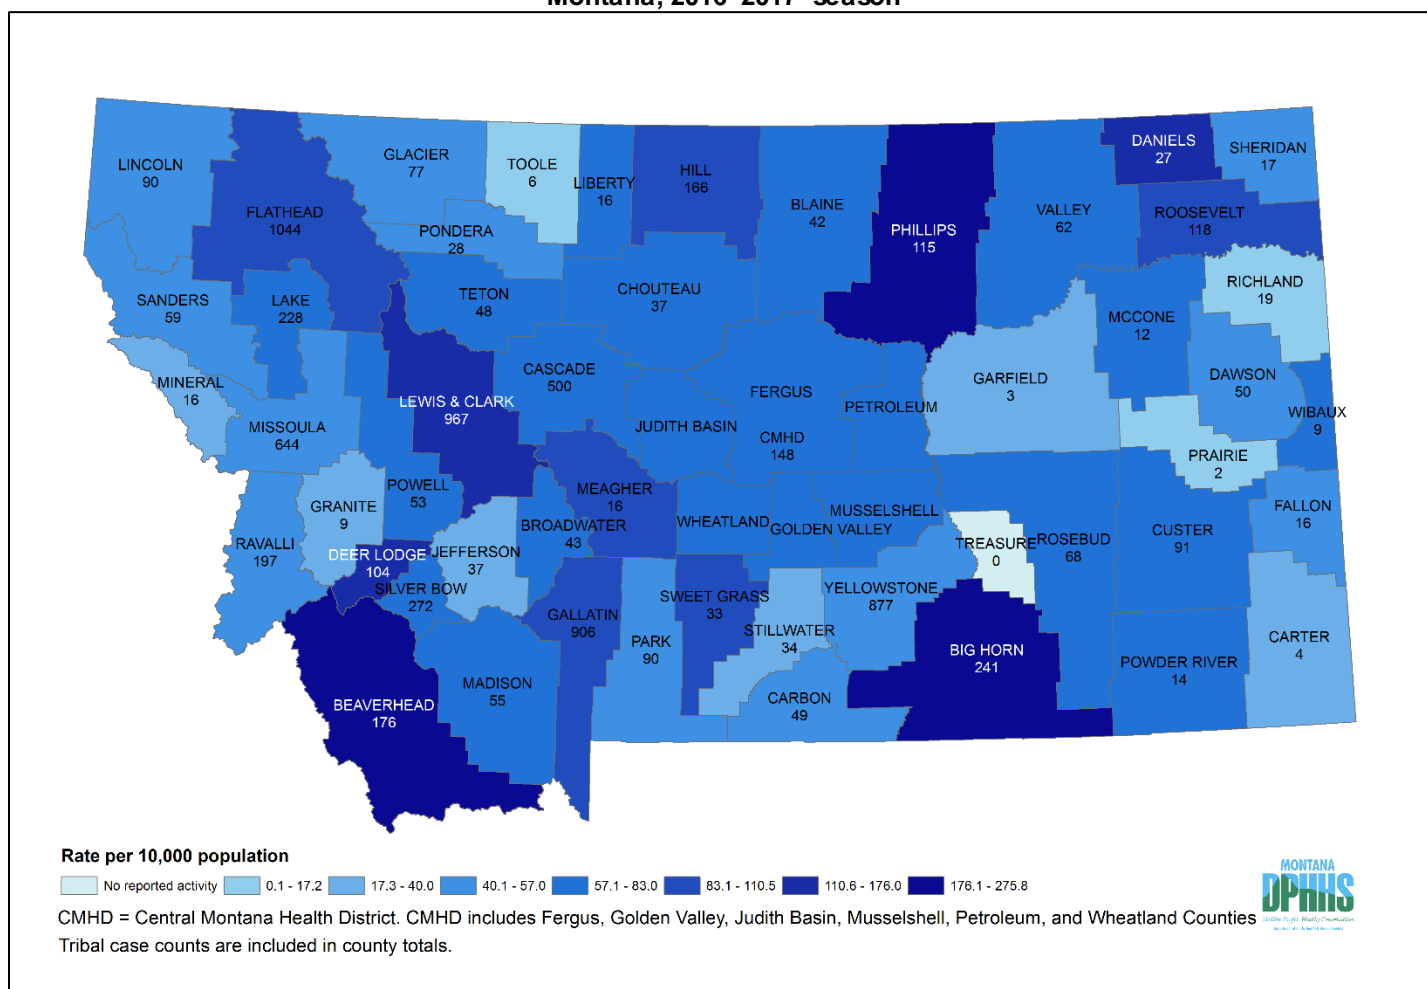 Montana, 2016-2017 season
LINCOLN
90
FLATHEAD
1044
GLACIER
77
TOOLE
6
LIBERTY
16
HILL
166
BLAINE
42
PHILLIPS
115
VALLEY
62
DANIELS
27
SHERIDAN
17
ROOSEVELT
118
PONDERA
28
RICHLAND
19
SANDERS
59
LAKE
228
TETON
48
CHOUTEAU
37
MCCONE
12
MINERAL
16
MISSOULA
644
LEWIS & CLARK
967
CASCADE
500
JUDITH BASIN
FERGUS
CMHD
148
PETROLEUM
GARFIELD
3
DAWSON
50
WIBAUX
9
PRAIRIE
2
POWELL
53
GRANITE
9
RAVALLI
197
DEER LODGE
104
SILVER BOW
272
JEFFERSON
37
BROADWATER
43
MEAGHER
16
WHEATLAND
GOLDEN VALLEY
MUSSELSHELL
TREASURE
0
ROSEBUD
68
CUSTER
91
FALLON
16
GALLATIN
906
PARK
90
SWEET GRASS
33
STILLWATER
34
YELLOWSTONE
877
BIG HORN
241
POWDER RIVER
14
CARTER
4
BEAVERHEAD
176
MADISON
55
CARBON
49
Rate per 10,000 population
No reported activity 0.1 - 17.2 17.3 - 40.0 40.1 - 57.0 57.1 - 83.0 83.1 - 110.5 110.6 - 176.0 176.1 - 275.8
CMHD = Central Montana Health District. CMHD includes Fergus, Golden Valley, Judith Basin, Musselshell, Petroleum, and Wheatland Counties
Tribal case counts are included in county totals.
MONTANA
DPHHS